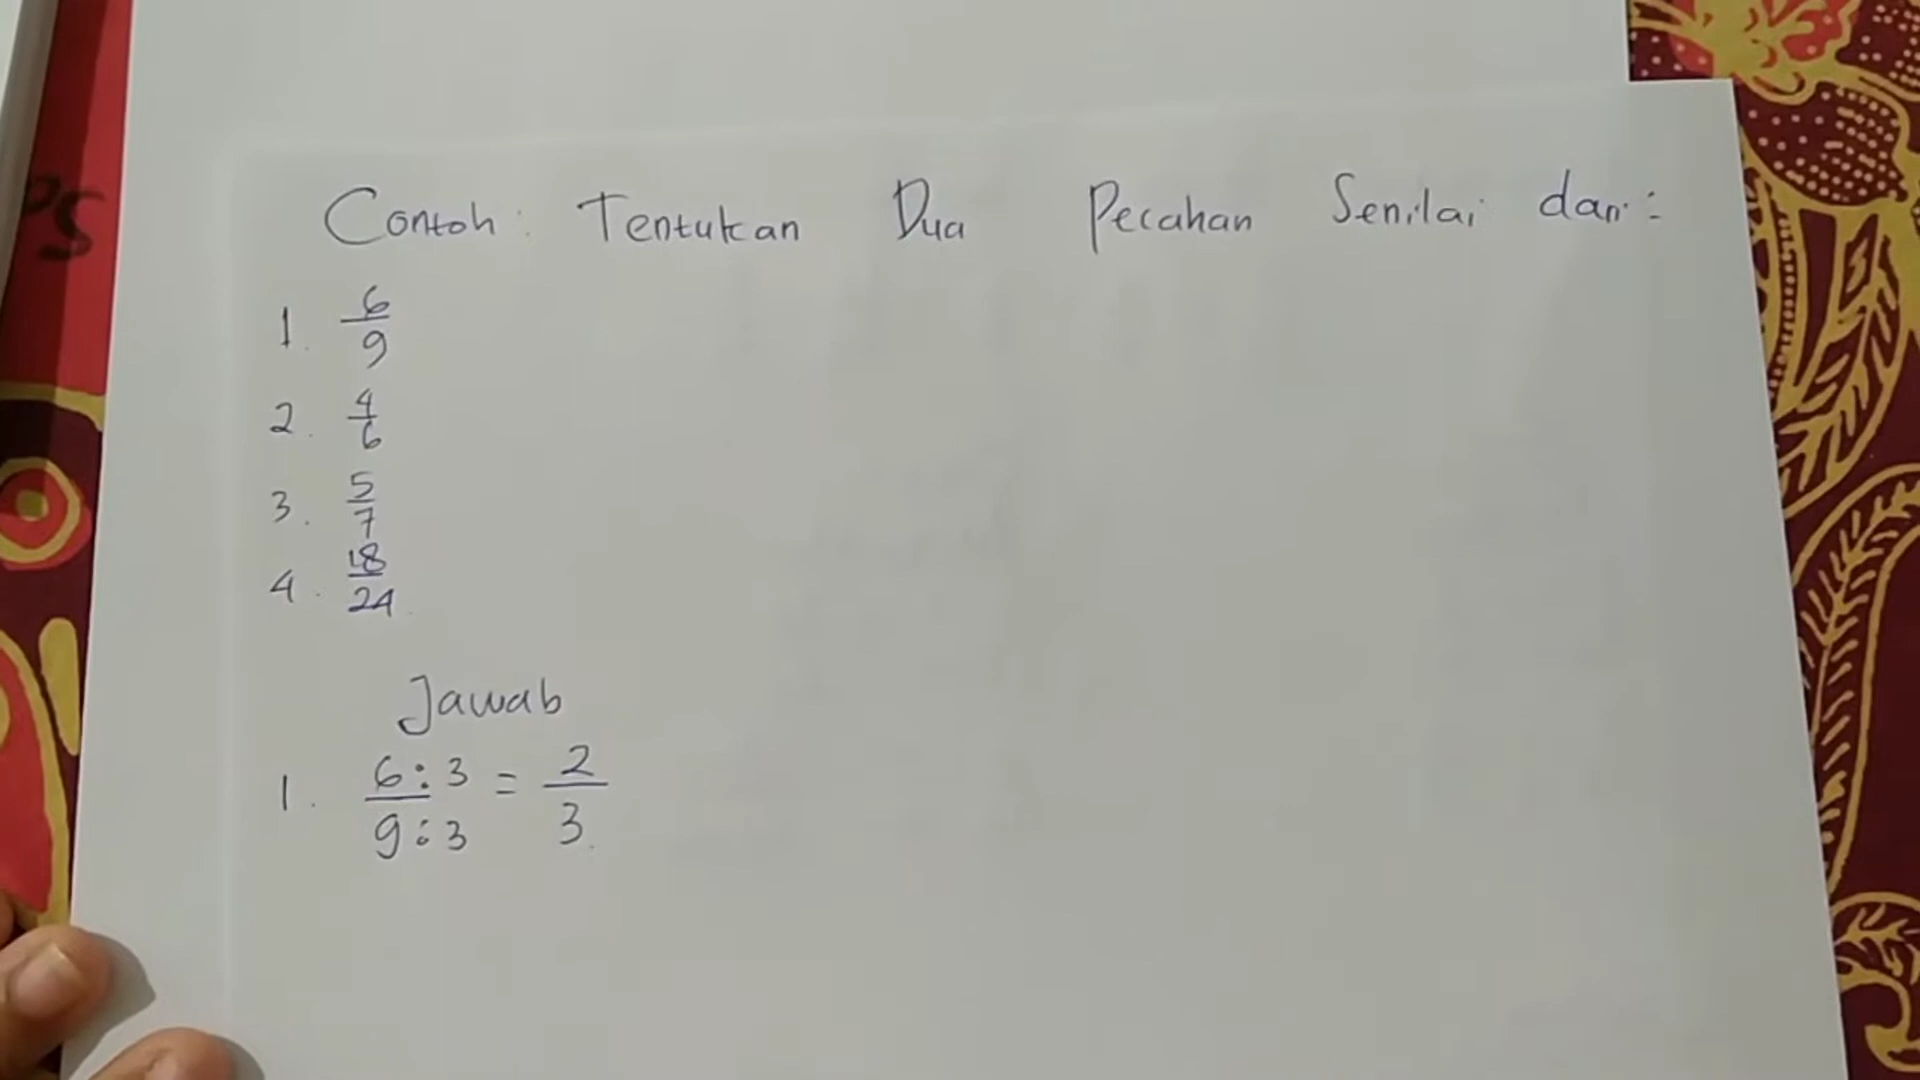 Contoh : Tentukan Dua Pecahan Senilai dari :
1. 6/9
2. 4/6
3. 5/7
4. 18/24
Jawab
1. 6:3/9:3 = 2/3